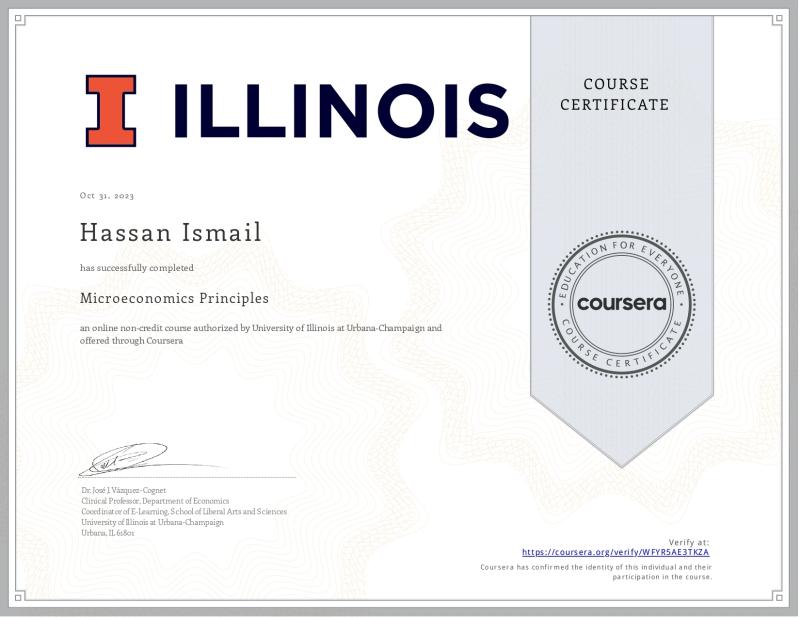 ILLINOIS
COURSE
CERTIFICATE
Oct 31, 2023
Hassan Ismail
has successfully completed
Microeconomics Principles
an online non-credit course authorized by University of Illinois at Urbana-Champaign and
offered through Coursera
EDUCATION FOR EVERYONE
coursera
COURSE CERTIFICATE
Dr. José J. Vázquez-Cognet
Clinical Professor, Department of Economics
Coordinator of E-Learning, School of Liberal Arts and Sciences
University of Illinois at Urbana-Champaign
Urbana, IL 61801
Verify at:
https://coursera.org/verify/WFYR5AE3TKZA
Coursera has confirmed the identity of this individual and their
participation in the course.